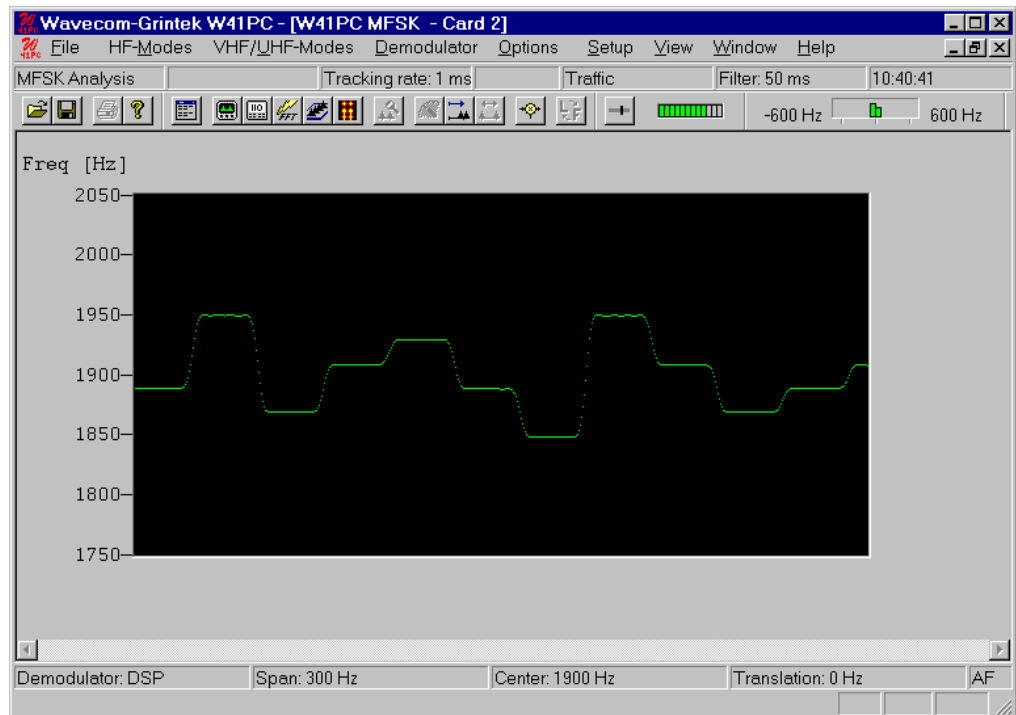 Wavecom-Grintek W41PC - [W41PC MFSK  - Card 2]
File HF-Modes VHF/UHF-Modes Demodulator Options Setup View Window Help
MFSK Analysis Tracking rate: 1 ms Traffic Filter: 50 ms 10:40:41
-600 Hz 600 Hz
Freq [Hz]
2050
2000
1950
1900
1850
1800
1750
Demodulator: DSP Span: 300 Hz Center: 1900 Hz Translation: 0 Hz AF